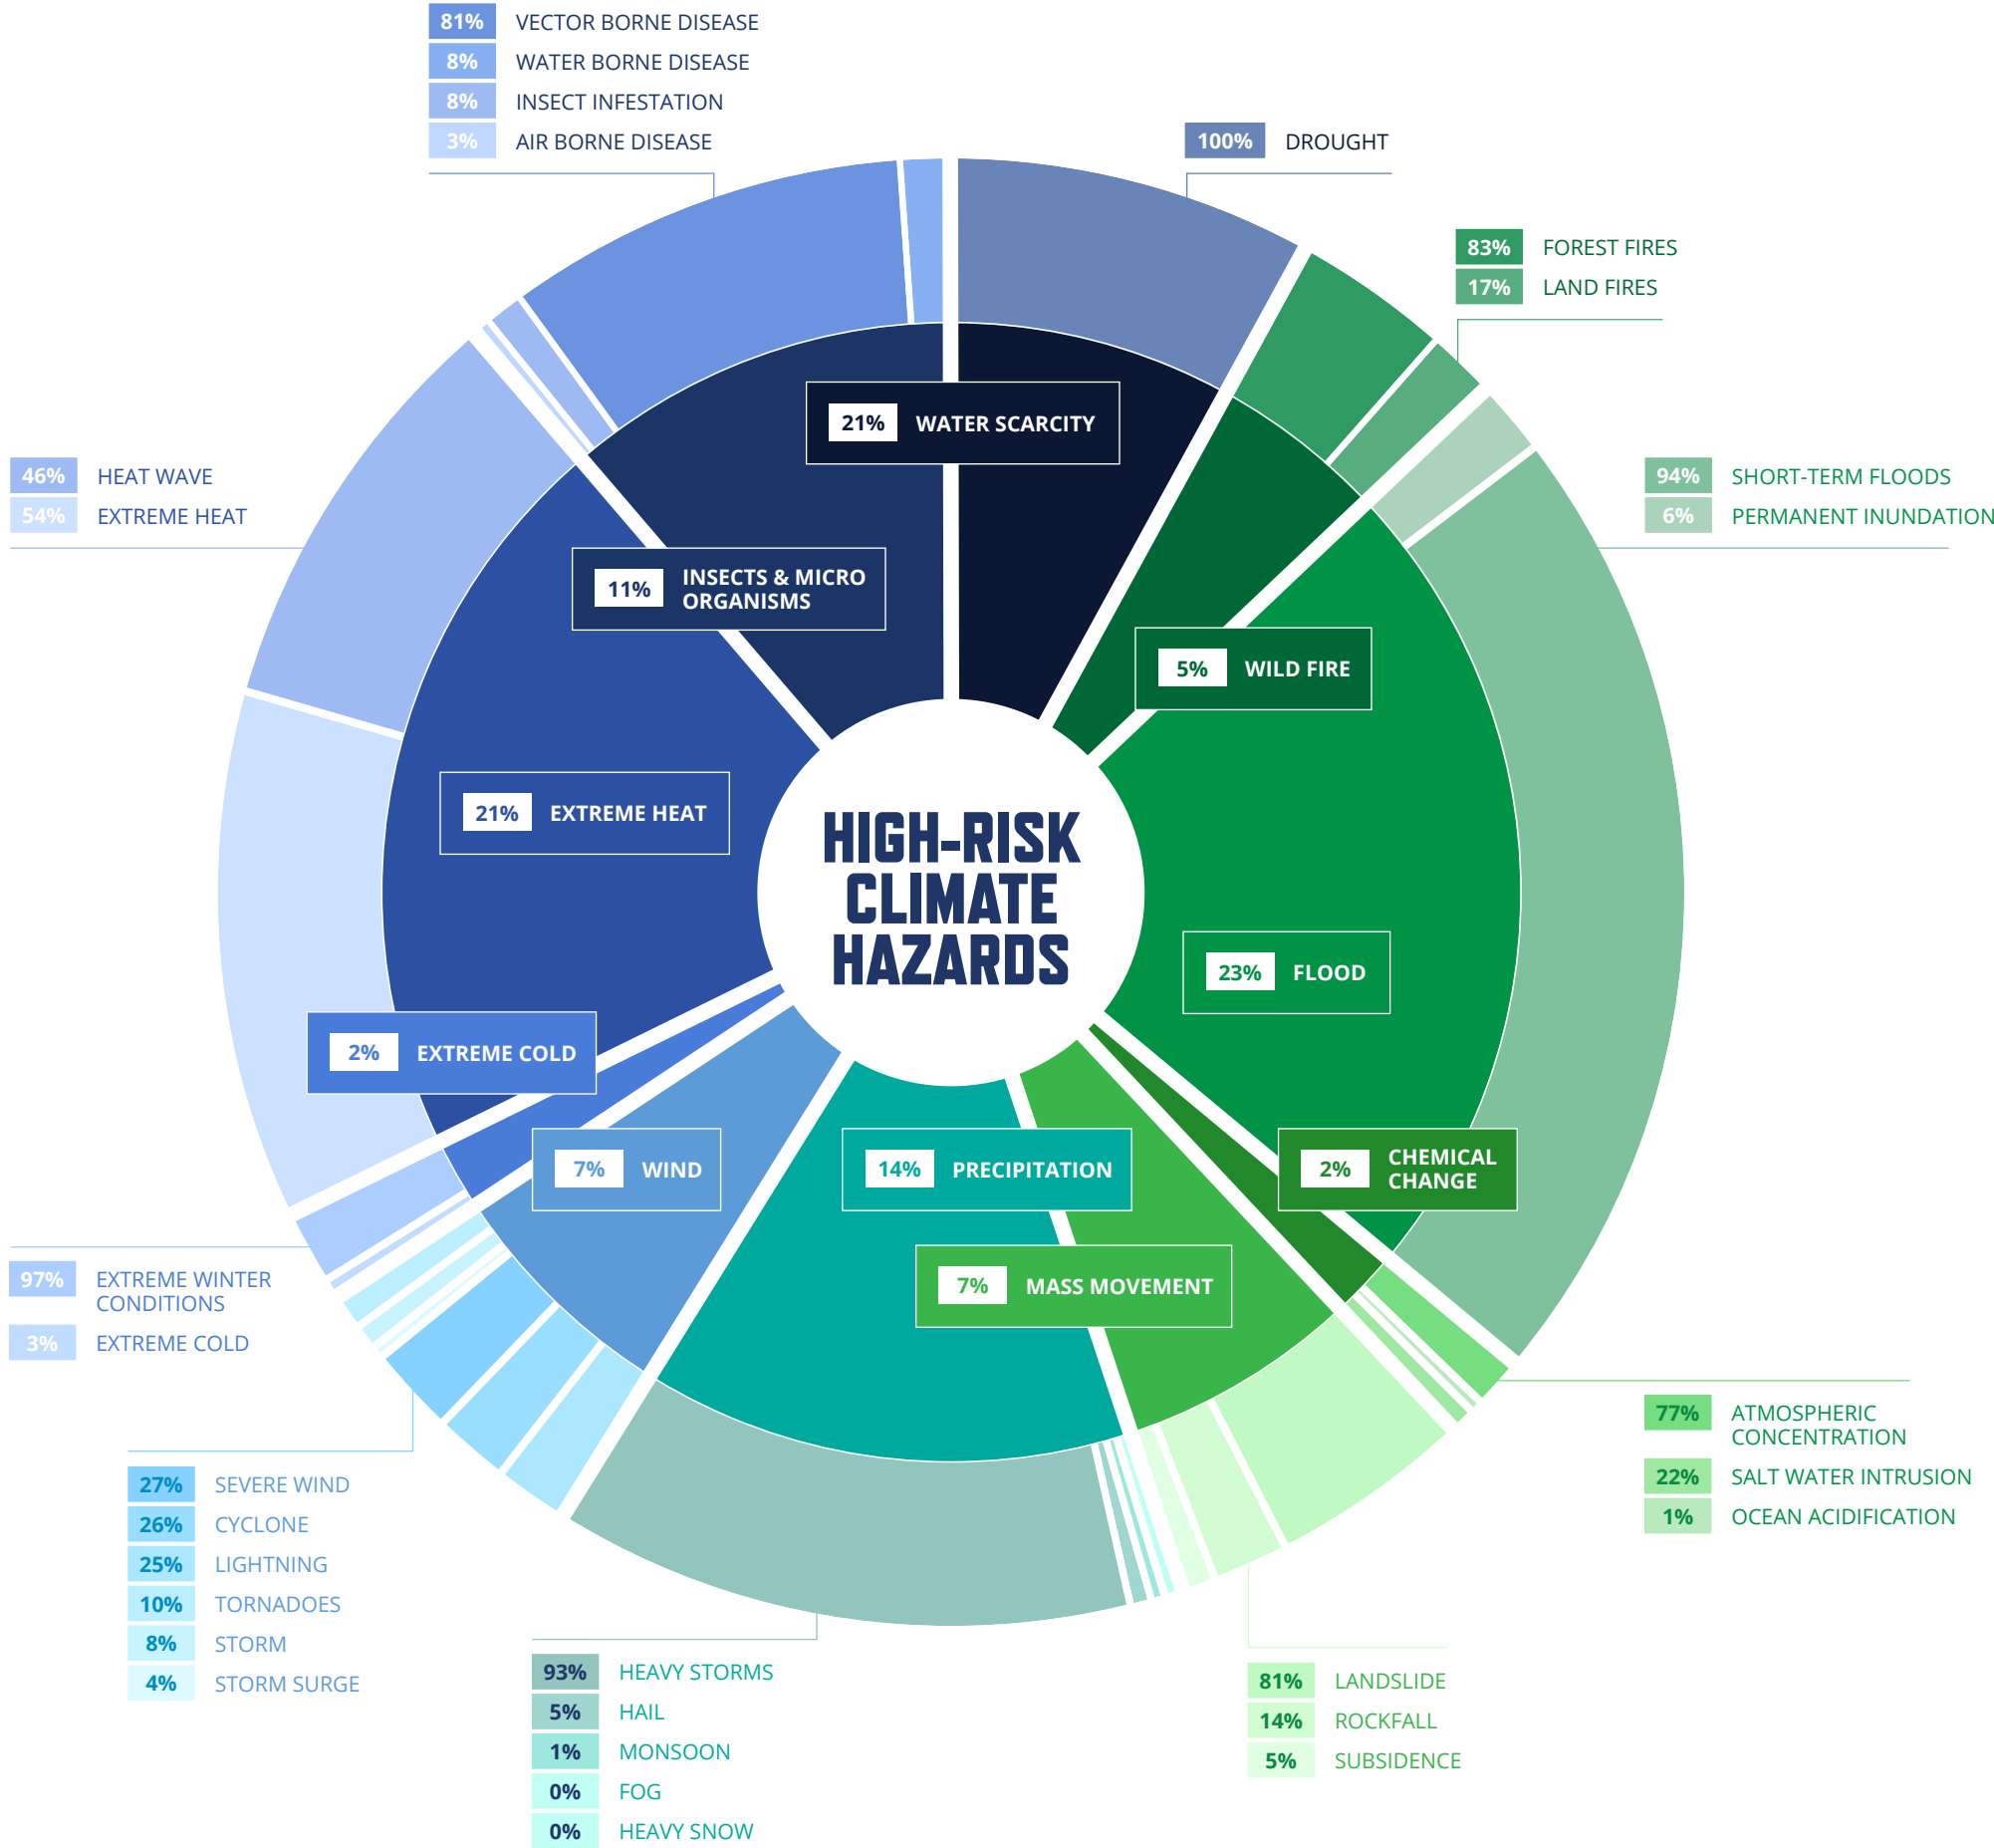 81% VECTOR BORNE DISEASE
8% WATER BORNE DISEASE
8% INSECT INFESTATION
3% AIR BORNE DISEASE
100% DROUGHT
83% FOREST FIRES
17% LAND FIRES
46% HEAT WAVE
54% EXTREME HEAT
94% SHORT-TERM FLOODS
6% PERMANENT INUNDATION
21% WATER SCARCITY
11% INSECTS & MICRO
ORGANISMS
5% WILD FIRE
21% EXTREME HEAT
HIGH-RISK
CLIMATE
HAZARDS
23% FLOOD
2% EXTREME COLD
7% WIND
14% PRECIPITATION
2% CHEMICAL
CHANGE
7% MASS MOVEMENT
97% EXTREME WINTER
CONDITIONS
3% EXTREME COLD
77% ATMOSPHERIC
CONCENTRATION
22% SALT WATER INTRUSION
1% OCEAN ACIDIFICATION
27% SEVERE WIND
26% CYCLONE
25% LIGHTNING
10% TORNADOES
8% STORM
4% STORM SURGE
93% HEAVY STORMS
5% HAIL
1% MONSOON
0% FOG
0% HEAVY SNOW
81% LANDSLIDE
14% ROCKFALL
5% SUBSIDENCE